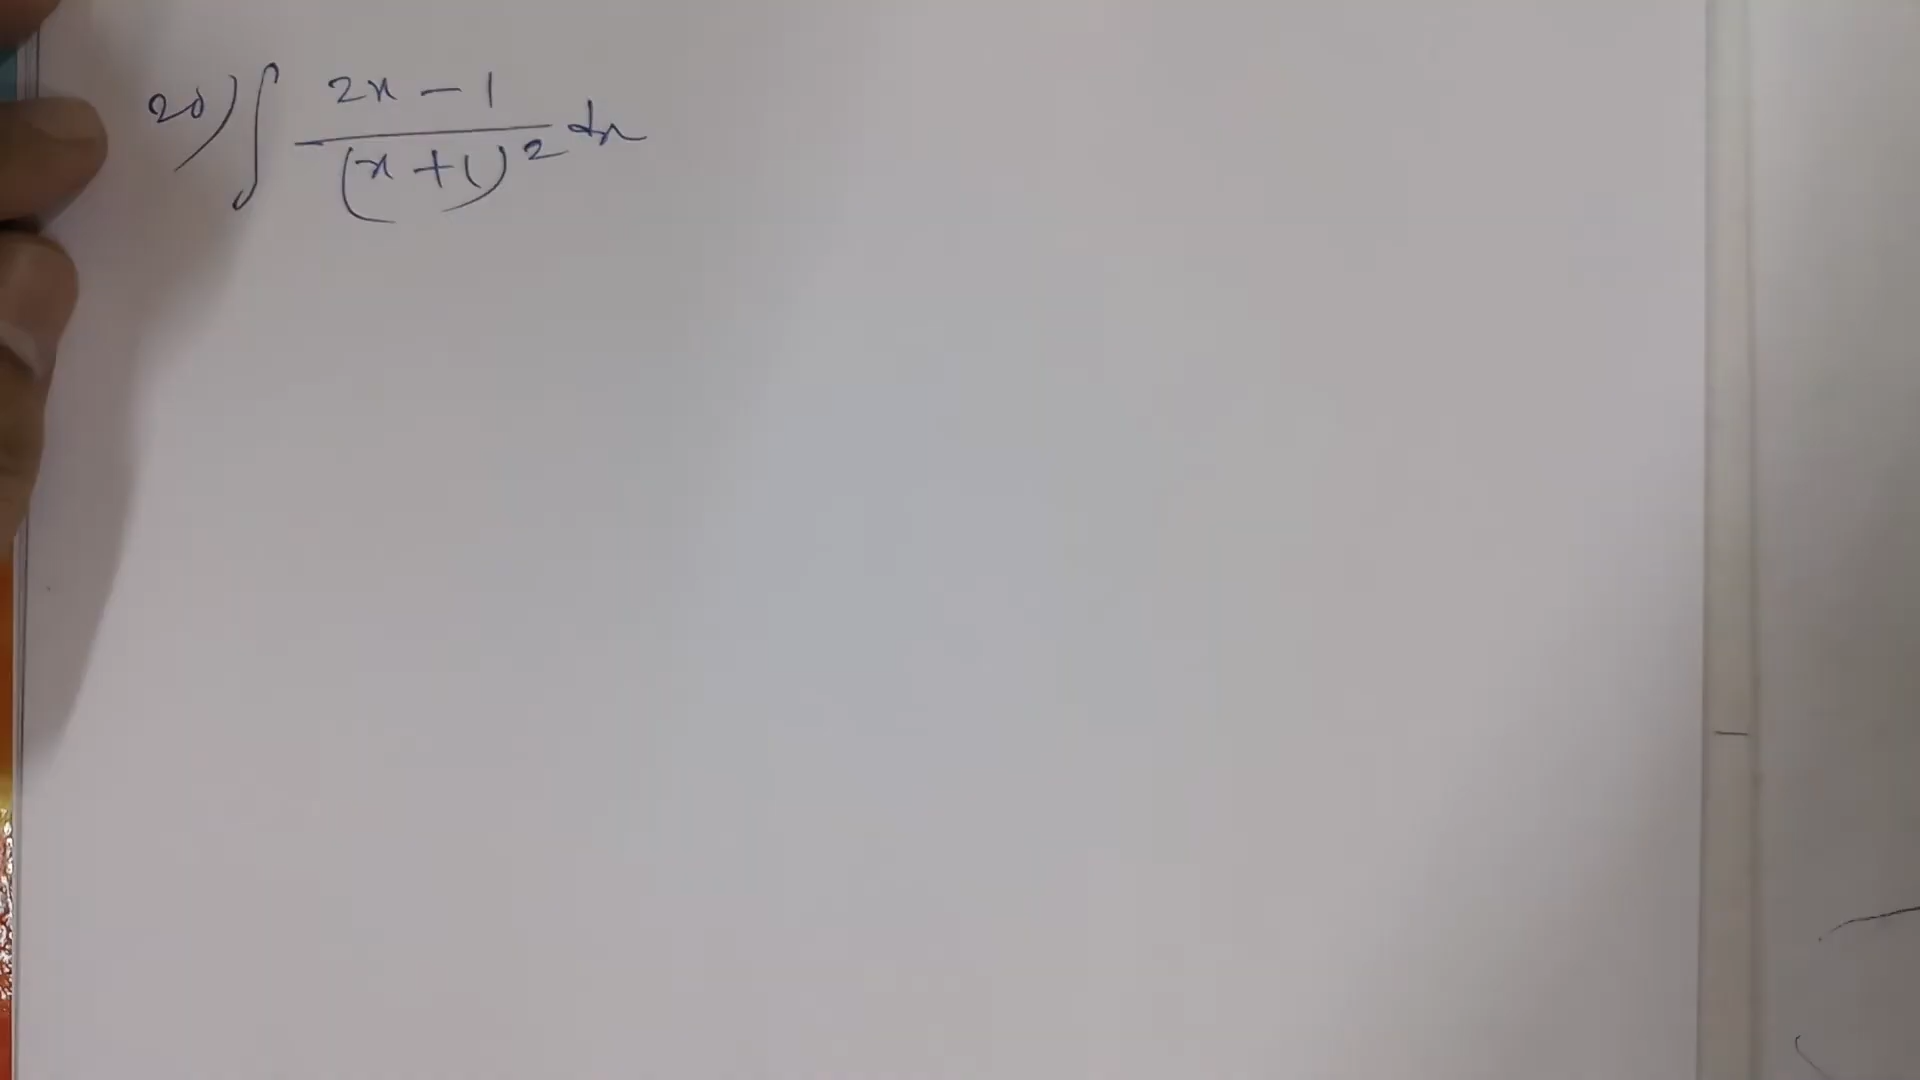 20) ∫ (2x - 1)/(x + 1)² dx